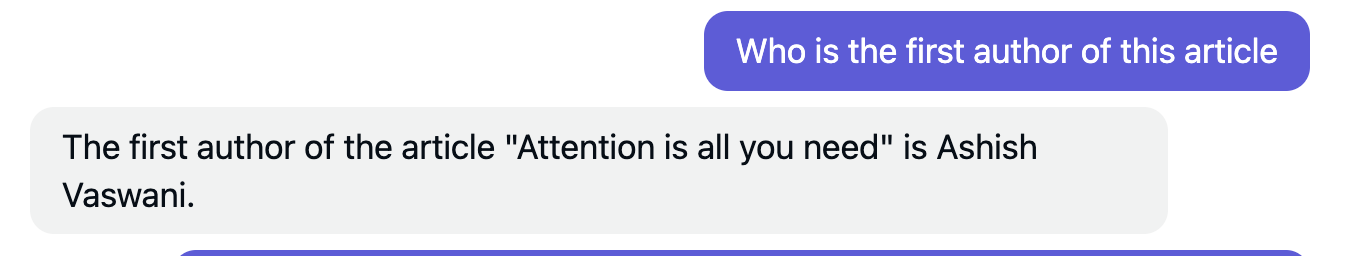 Who is the first author of this article
The first author of the article "Attention is all you need" is Ashish
Vaswani.